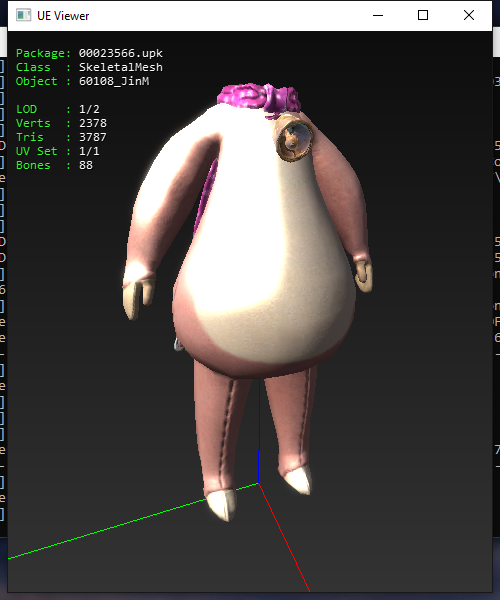 UE Viewer
Package: 00023566.upk
Class : SkeletalMesh
Object : 60108_JinM
LOD : 1/2
Verts : 2378
Tris : 3787
UV Set : 1/1
Bones : 88